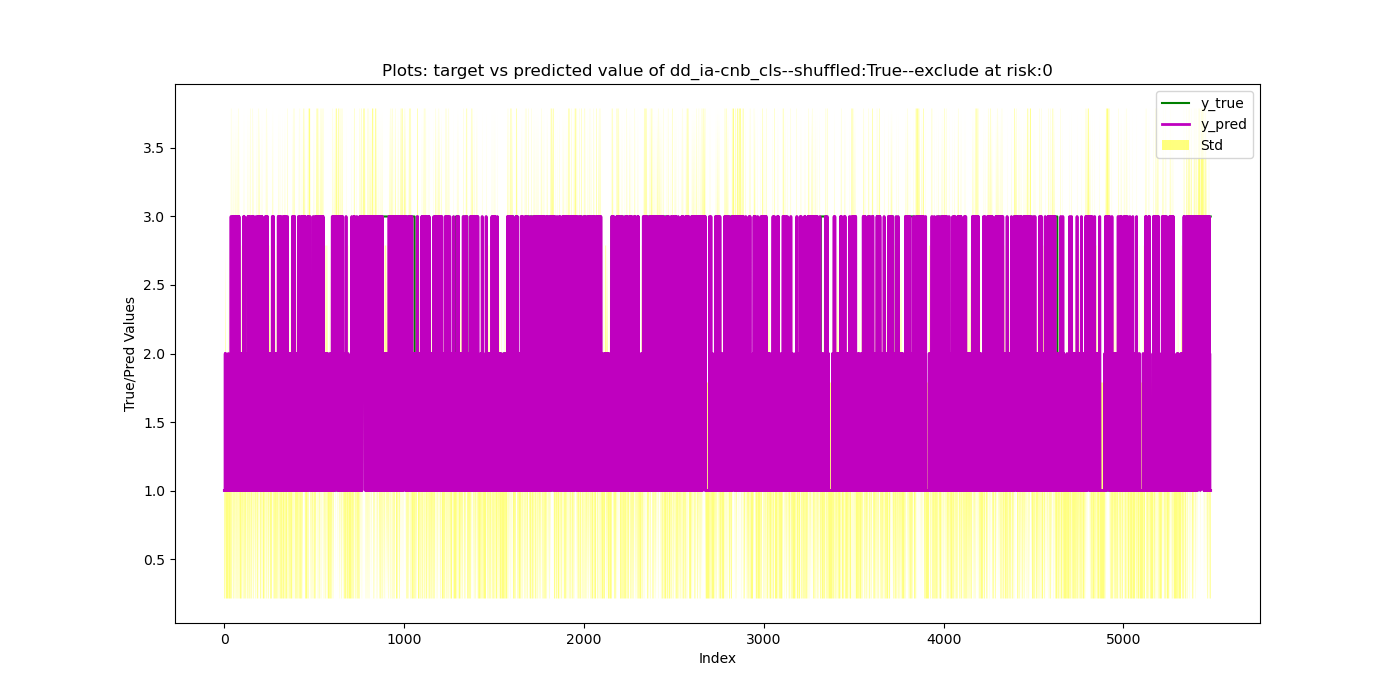 Plots: target vs predicted value of dd_ia-cnb_cls--shuffled:True--exclude at risk:0
y_true
y_pred
Std
3.5
3.0
2.5
2.0
1.5
1.0
0.5
True/Pred Values
0 1000 2000 3000 4000 5000
Index